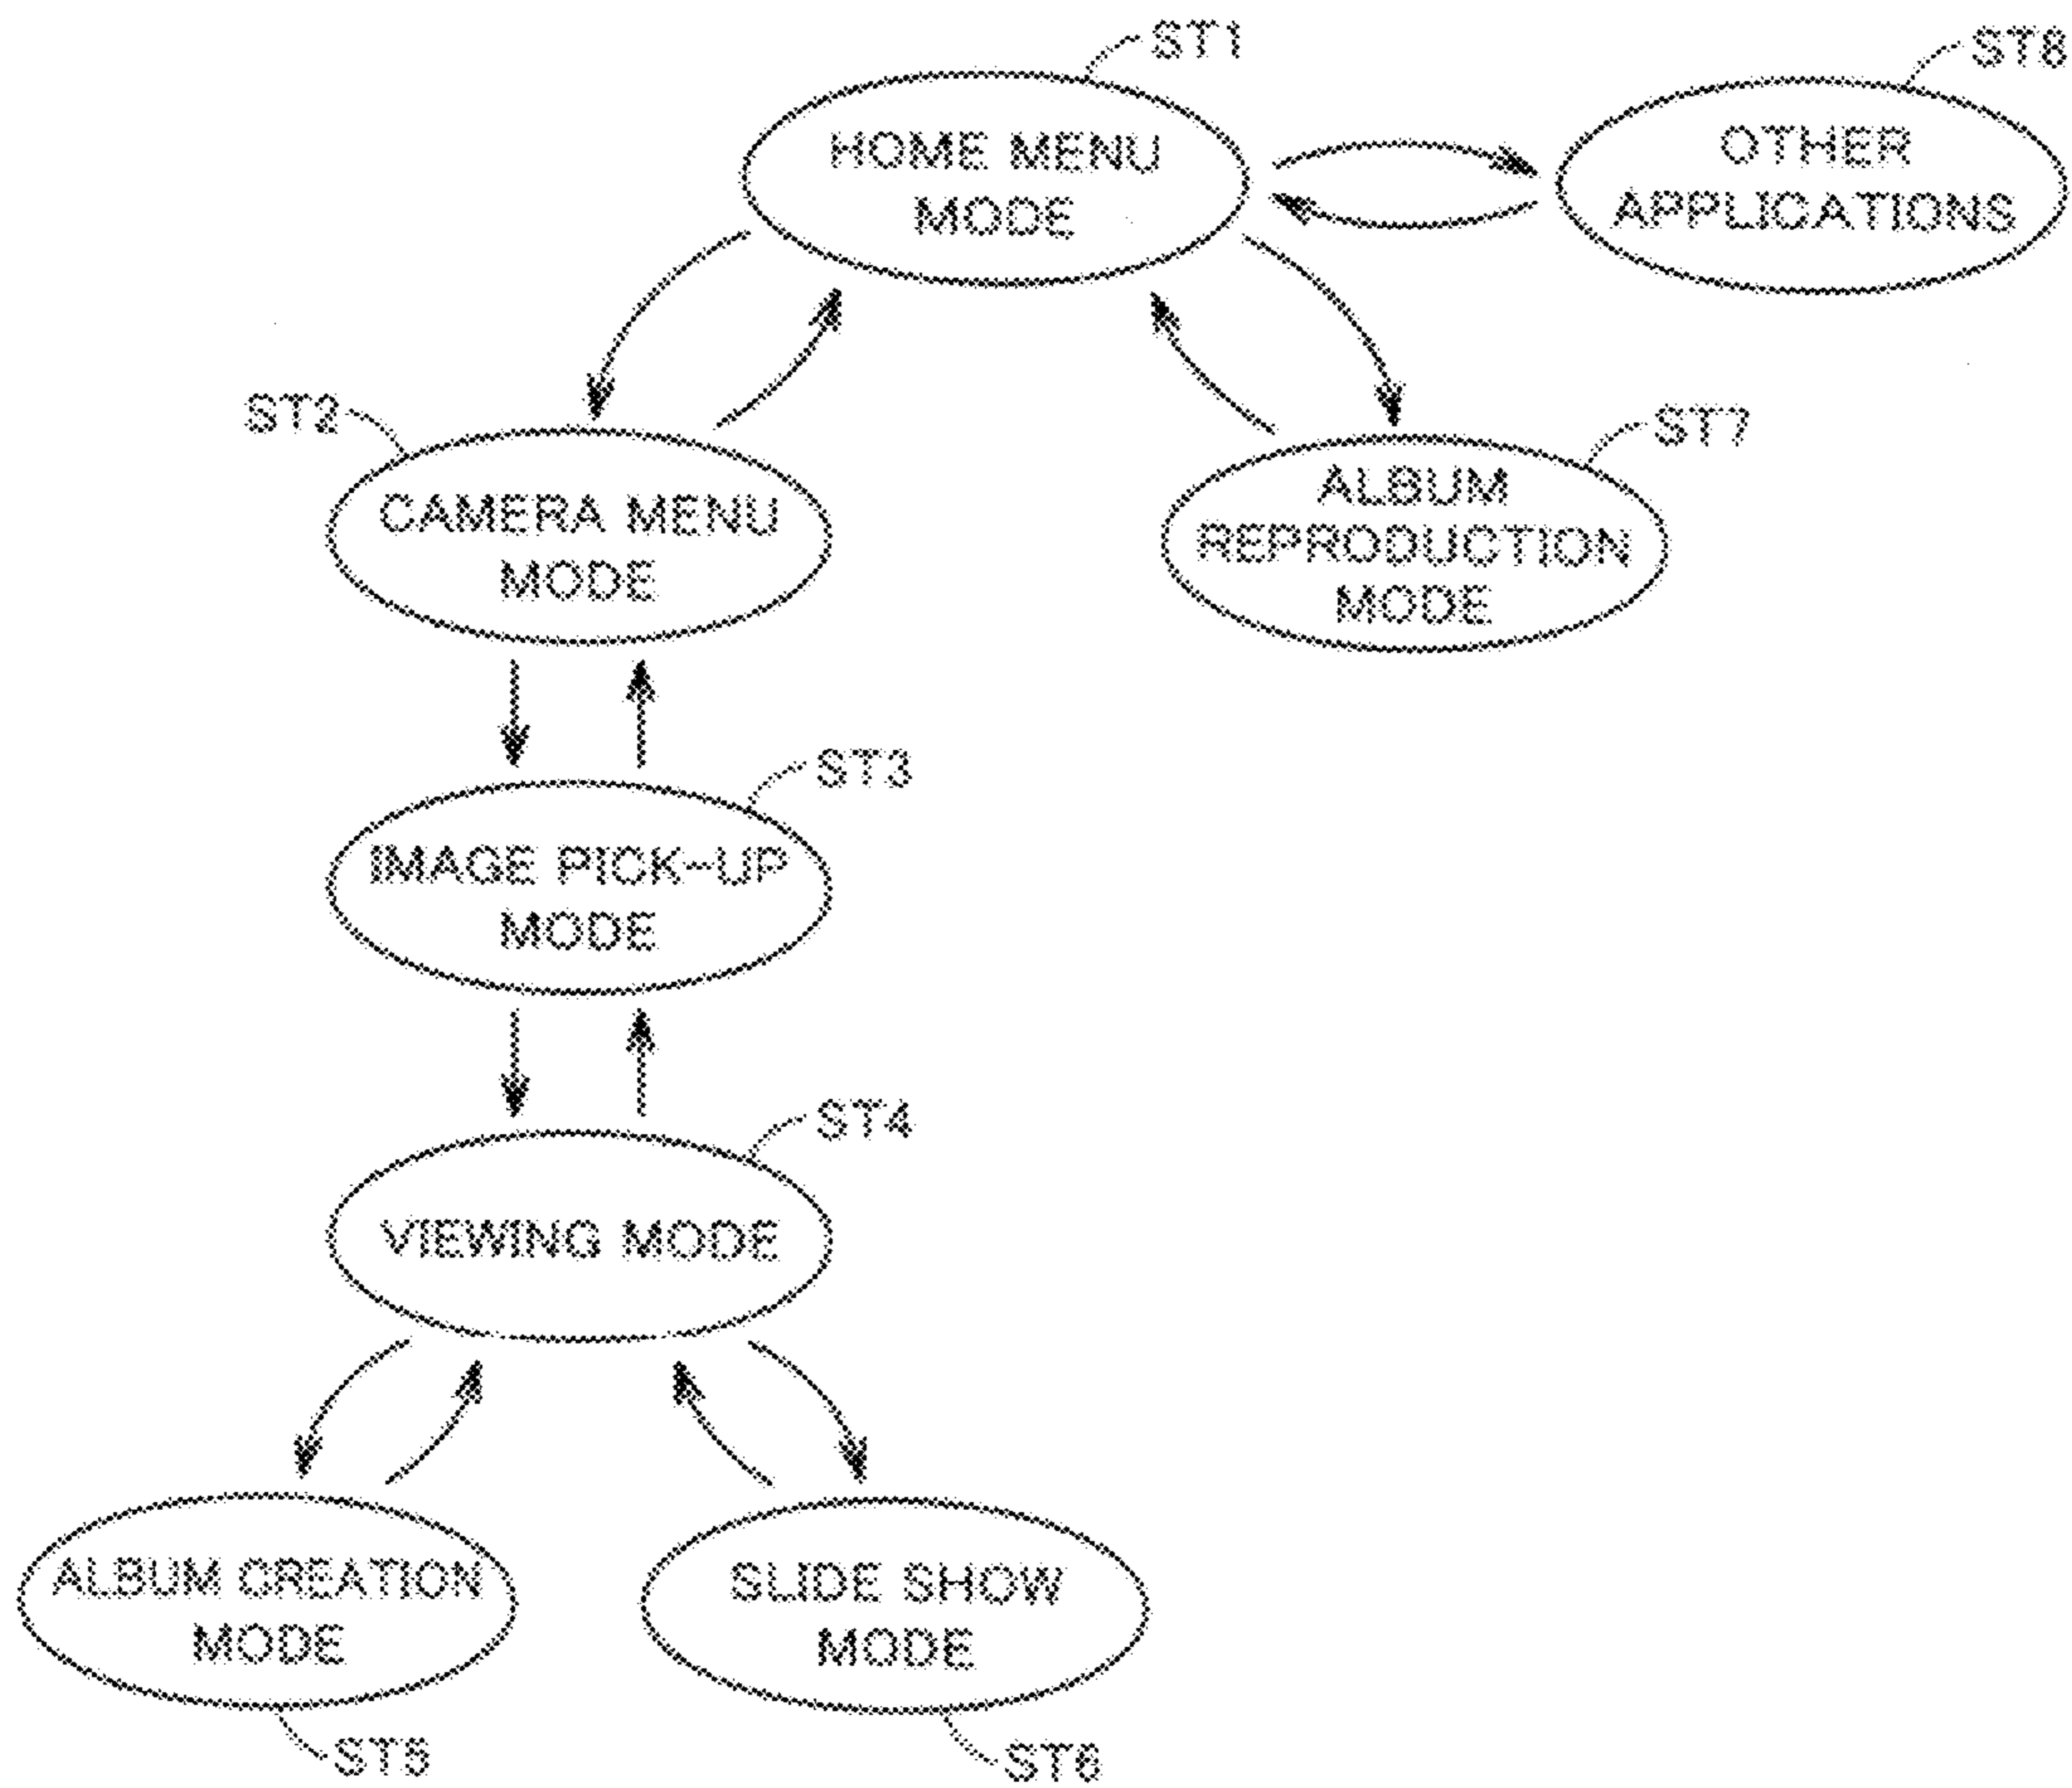 ST1
ST8
HOME MENU
MODE
OTHER
APPLICATIONS
ST2
ST7
CAMERA MENU
MODE
ALBUM
REPRODUCTION
MODE
ST3
IMAGE PICK-UP
MODE
ST4
VIEWING MODE
ALBUM CREATION
MODE
SLIDE SHOW
MODE
ST5
ST6